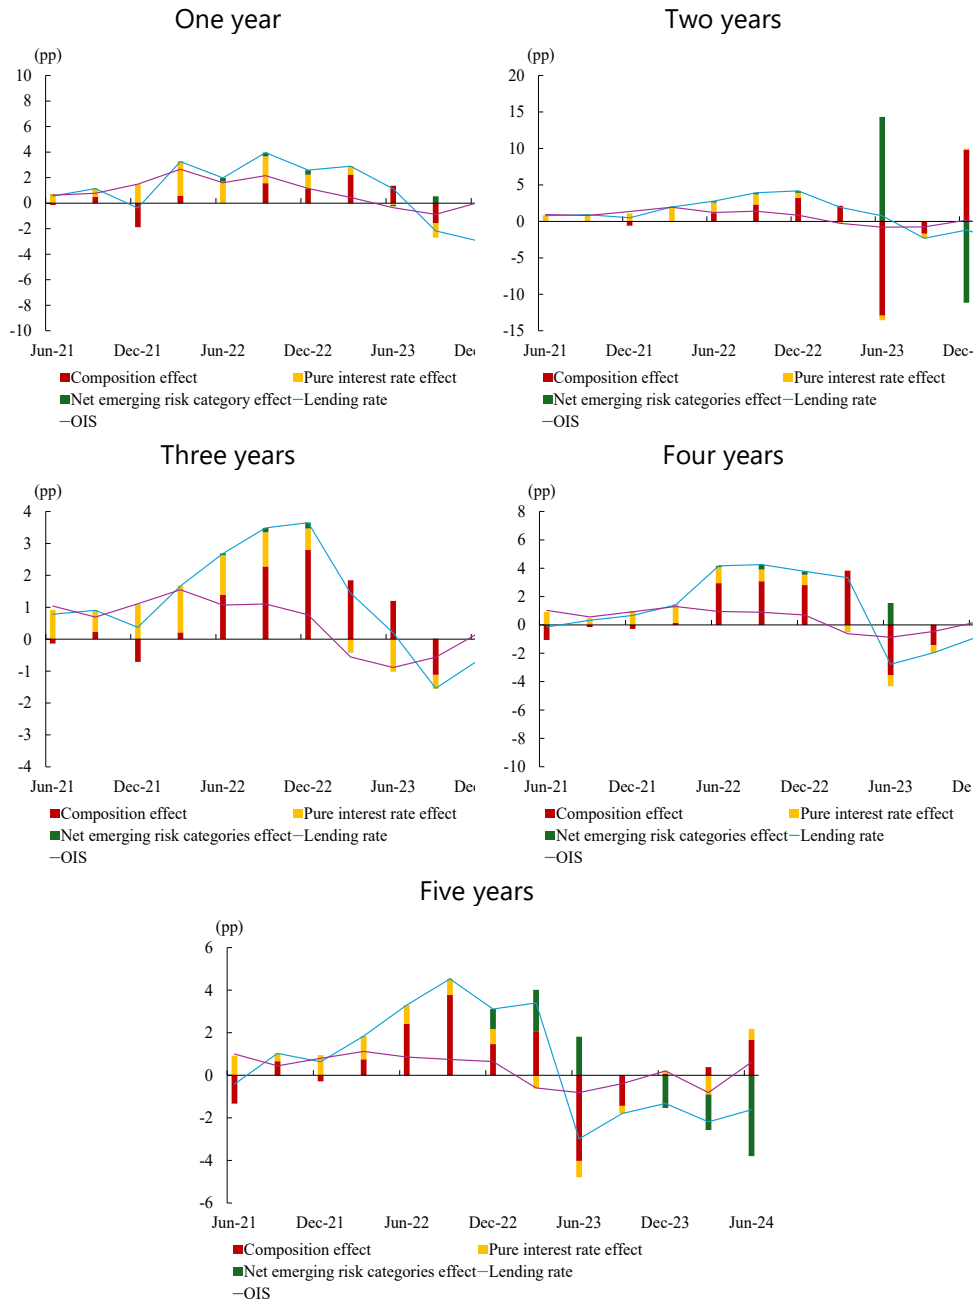 One year
(pp)
10
8
6
4
2
0
-2
-4
-6
-8
-10
Jun-21 Dec-21 Jun-22 Dec-22 Jun-23 Dec
Composition effect Pure interest rate effect
Net emerging risk category effect Lending rate
OIS
Two years
(pp)
20
15
10
5
0
-5
-10
-15
Jun-21 Dec-21 Jun-22 Dec-22 Jun-23 Dec-
Composition effect Pure interest rate effect
Net emerging risk categories effect Lending rate
OIS
Three years
(pp)
4
3
2
1
0
-1
-2
-3
-4
Jun-21 Dec-21 Jun-22 Dec-22 Jun-23 Dec
Composition effect Pure interest rate effect
Net emerging risk categories effect Lending rate
OIS
Four years
(pp)
8
6
4
2
0
-2
-4
-6
-8
-10
Jun-21 Dec-21 Jun-22 Dec-22 Jun-23 De
Composition effect Pure interest rate effect
Net emerging risk categories effect Lending rate
OIS
Five years
(pp)
6
4
2
0
-2
-4
-6
Jun-21 Dec-21 Jun-22 Dec-22 Jun-23 Dec-23 Jun-24
Composition effect Pure interest rate effect
Net emerging risk categories effect Lending rate
OIS